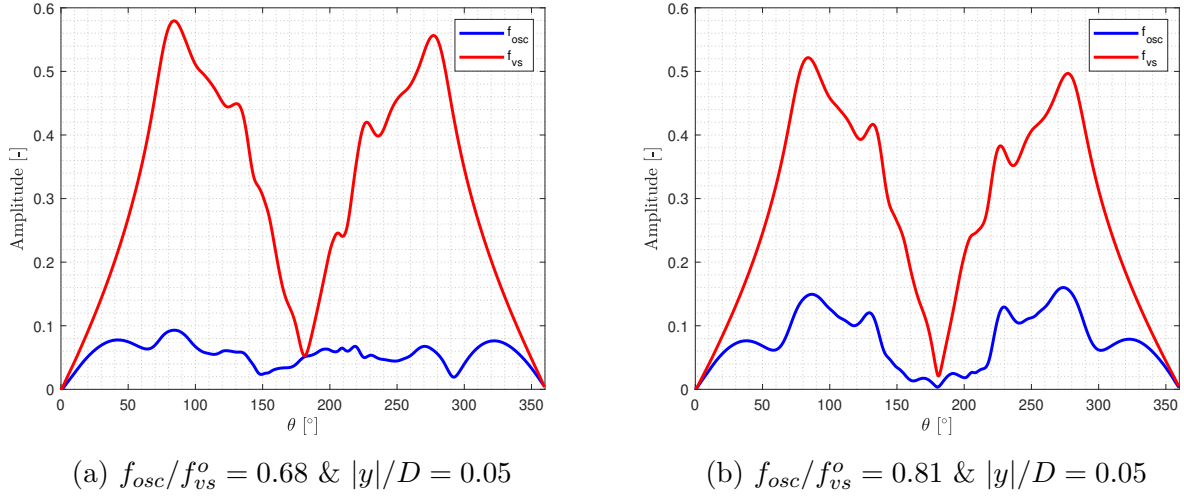 0.6
0.5
0.4
0.3
0.2
0.1
0
Amplitude [-]
0 50 100 150 200 250 300 350
θ [°]
f_osc
f_vs
(a) f_osc/f^o_vs = 0.68 & |y|/D = 0.05
0.6
0.5
0.4
0.3
0.2
0.1
0
Amplitude [-]
0 50 100 150 200 250 300 350
θ [°]
f_osc
f_vs
(b) f_osc/f^o_vs = 0.81 & |y|/D = 0.05